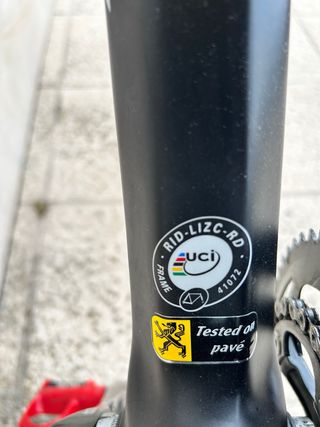 RID-LIZC-RD
UCI
FRAME
41072
Tested on
pavé